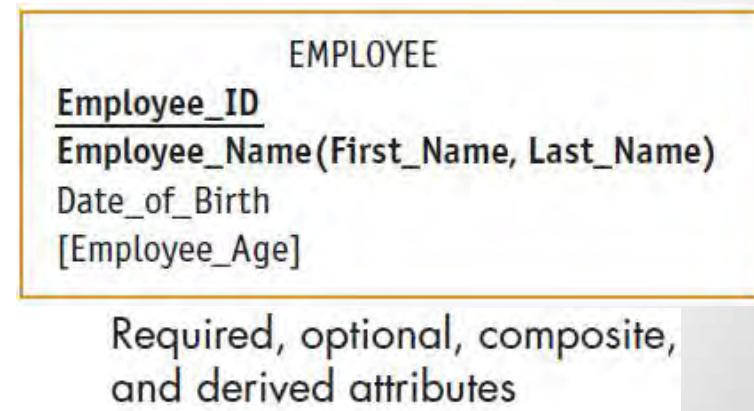 EMPLOYEE
Employee_ID
Employee_Name(First_Name, Last_Name)
Date_of_Birth
[Employee_Age]
Required, optional, composite,
and derived attributes